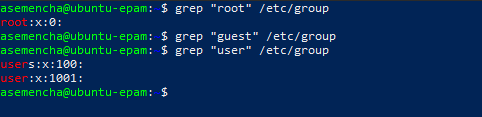 asemencha@ubuntu-epam: $ grep "root" /etc/group
root:x:0:
asemencha@ubuntu-epam: $ grep "guest" /etc/group
asemencha@ubuntu-epam: $ grep "user" /etc/group
users:x:100:
user:x:1001:
asemencha@ubuntu-epam: $